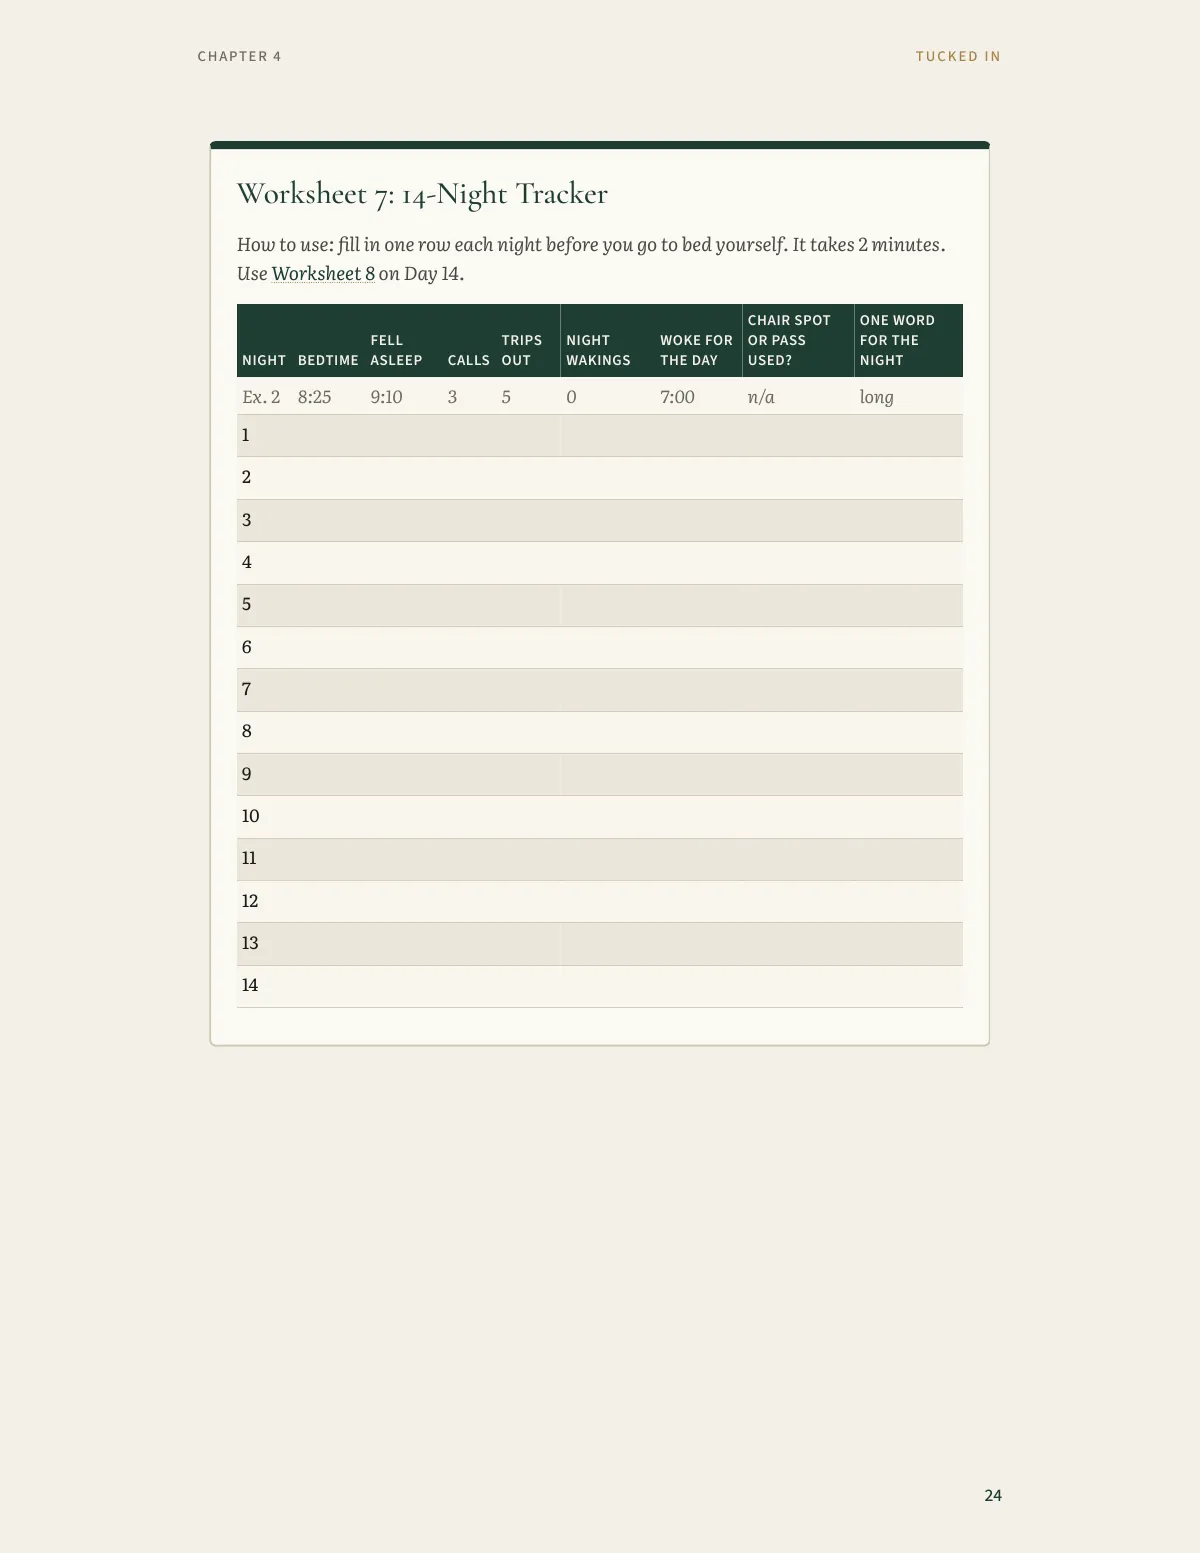 CHAPTER 4
TUCKED IN
Worksheet 7: 14-Night Tracker
How to use: fill in one row each night before you go to bed yourself. It takes 2 minutes.
Use Worksheet 8 on Day 14.
NIGHT BEDTIME FELL ASLEEP CALLS TRIPS OUT NIGHT WAKINGS WOKE FOR THE DAY CHAIR SPOT OR PASS USED? ONE WORD FOR THE NIGHT
Ex. 2 8:25 9:10 3 5 0 7:00 n/a long
1
2
3
4
5
6
7
8
9
10
11
12
13
14
24